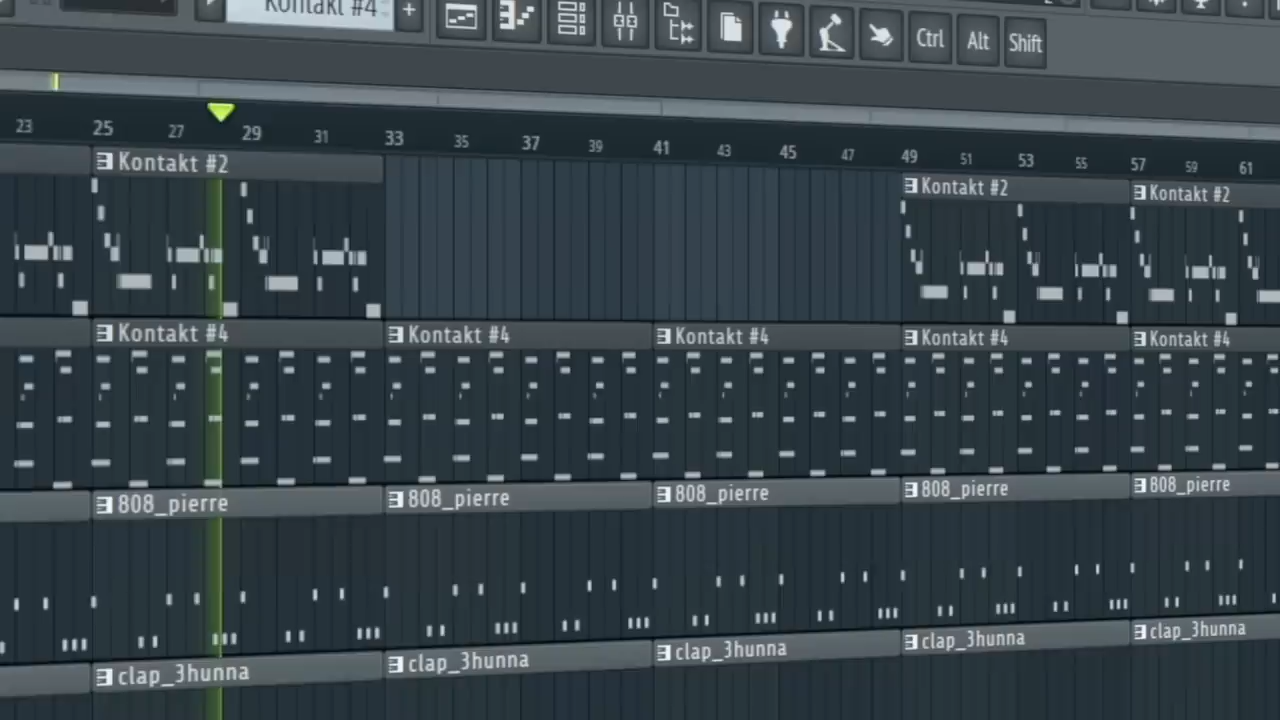 Kontakt #4 +
Ctrl Alt Shift
23 25 27 29 31 33 35 37 39 41 43 45 47 49 51 53 55 57 59 61
Kontakt #2 Kontakt #2 Kontakt #2
Kontakt #4 Kontakt #4 Kontakt #4 Kontakt #4 Kontakt #4
808_pierre 808_pierre 808_pierre 808_pierre 808_pierre
clap_3hunna clap_3hunna clap_3hunna clap_3hunna clap_3hunna